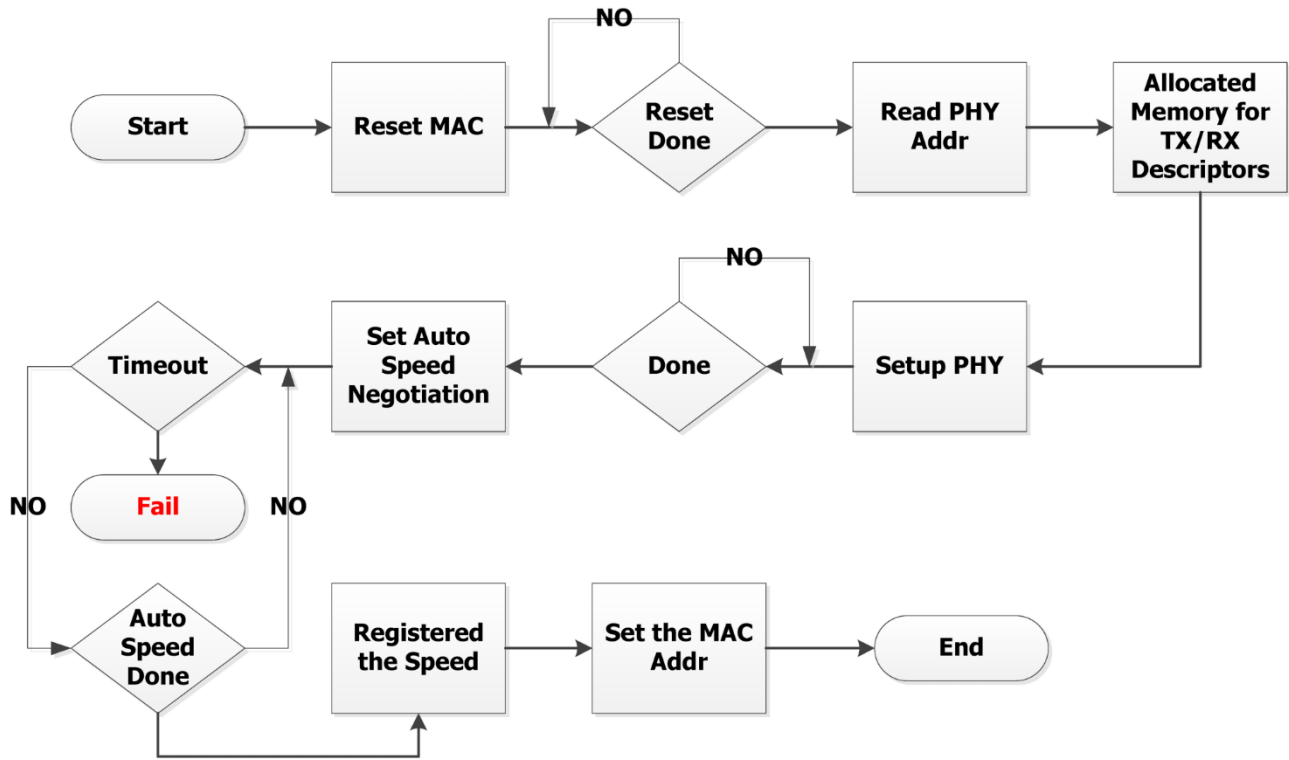 NO
Start
Reset MAC
Reset
Done
Read PHY
Addr
Allocated
Memory for
TX/RX
Descriptors
NO
Timeout
Set Auto
Speed
Negotiation
Done
Setup PHY
NO
Fail
NO
Auto
Speed
Done
Registered
the Speed
Set the MAC
Addr
End